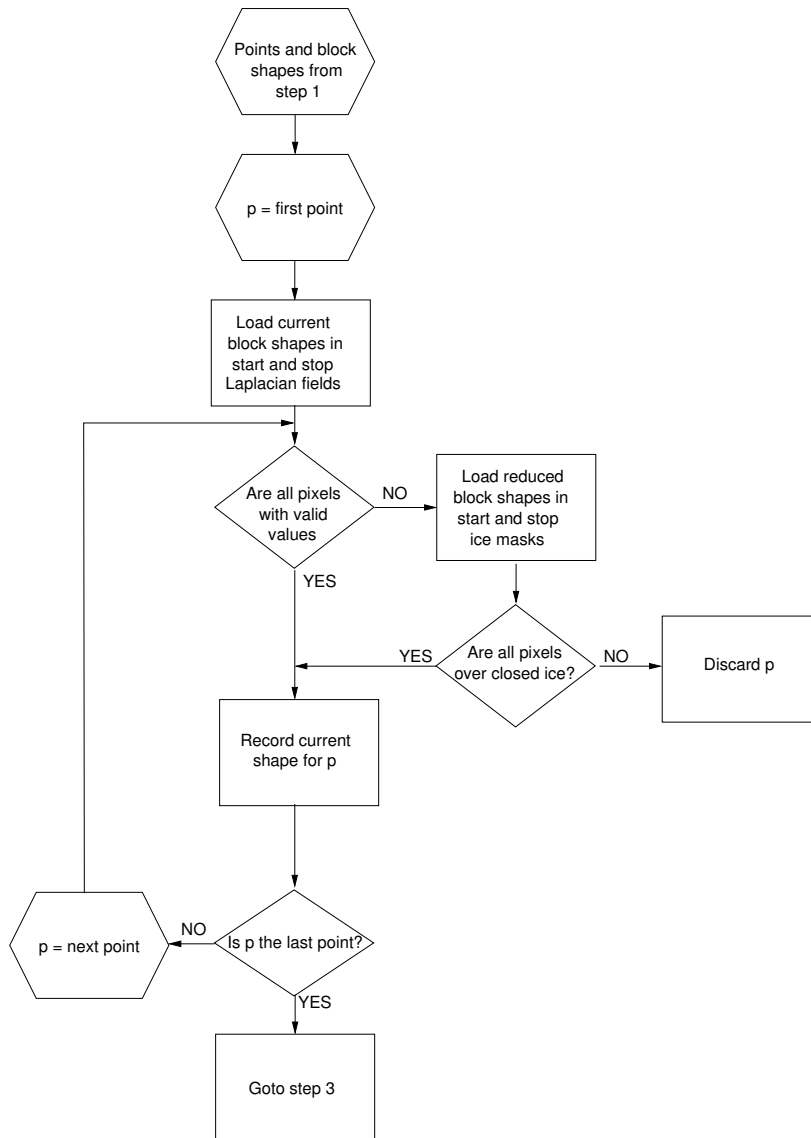 Points and block
shapes from
step 1
p = first point
Load current
block shapes in
start and stop
Laplacian fields
Are all pixels
with valid
values
NO
Load reduced
block shapes in
start and stop
ice masks
YES
Are all pixels
over closed ice?
YES
NO
Discard p
Record current
shape for p
Is p the last point?
NO
p = next point
YES
Goto step 3